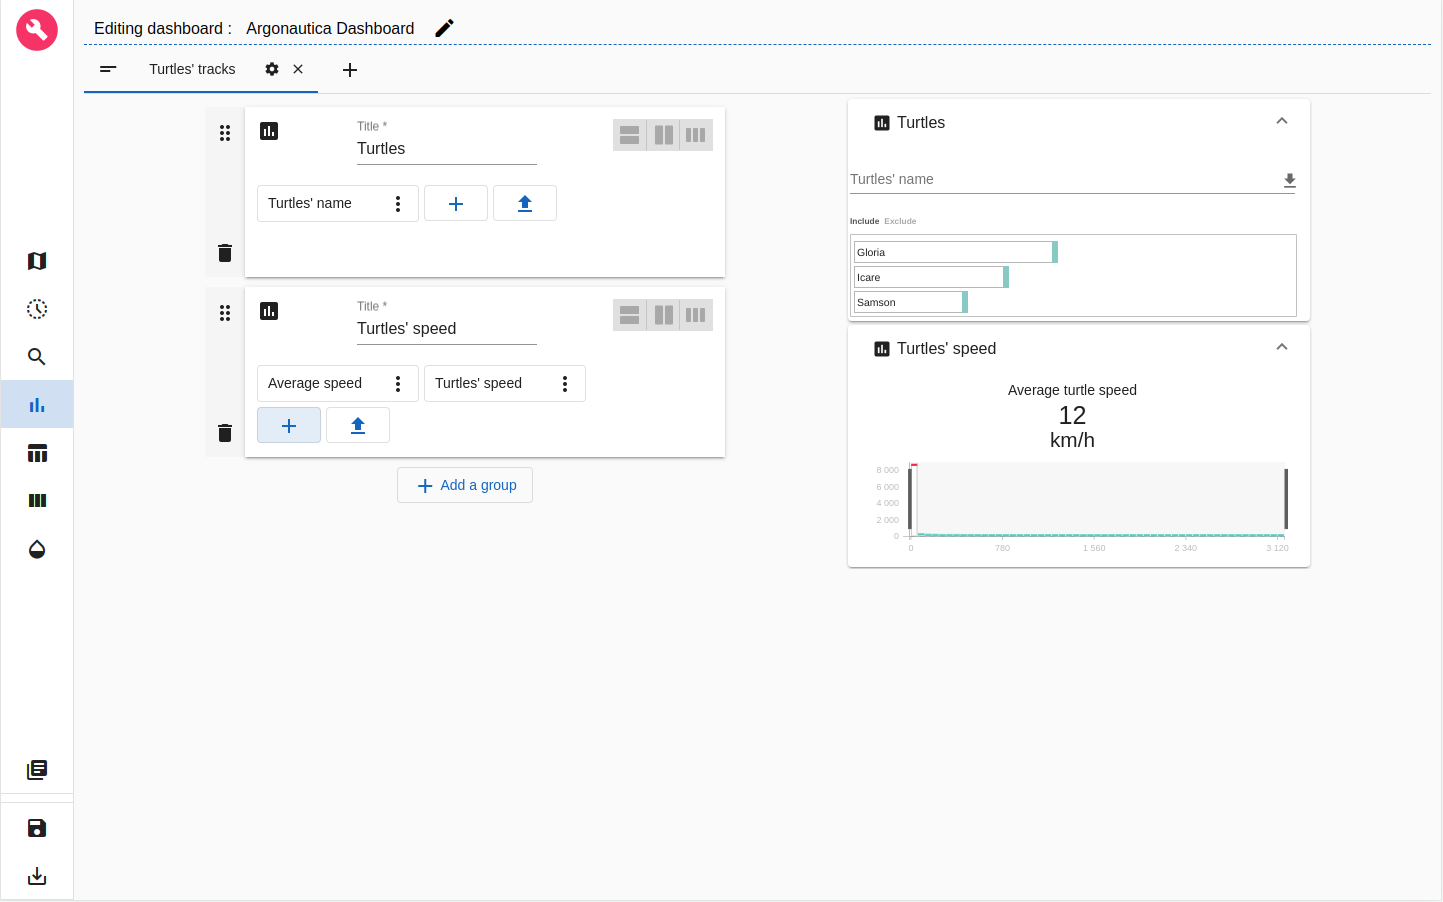 Editing dashboard : Argonautica Dashboard
Turtles' tracks
Title *
Turtles
Turtles' name
Title *
Turtles' speed
Average speed
Turtles' speed
Add a group
Turtles
Turtles' name
Include Exclude
Gloria
Icare
Samson
Turtles' speed
Average turtle speed
12
km/h
8 000
6 000
4 000
2 000
0
0 780 1 560 2 340 3 120